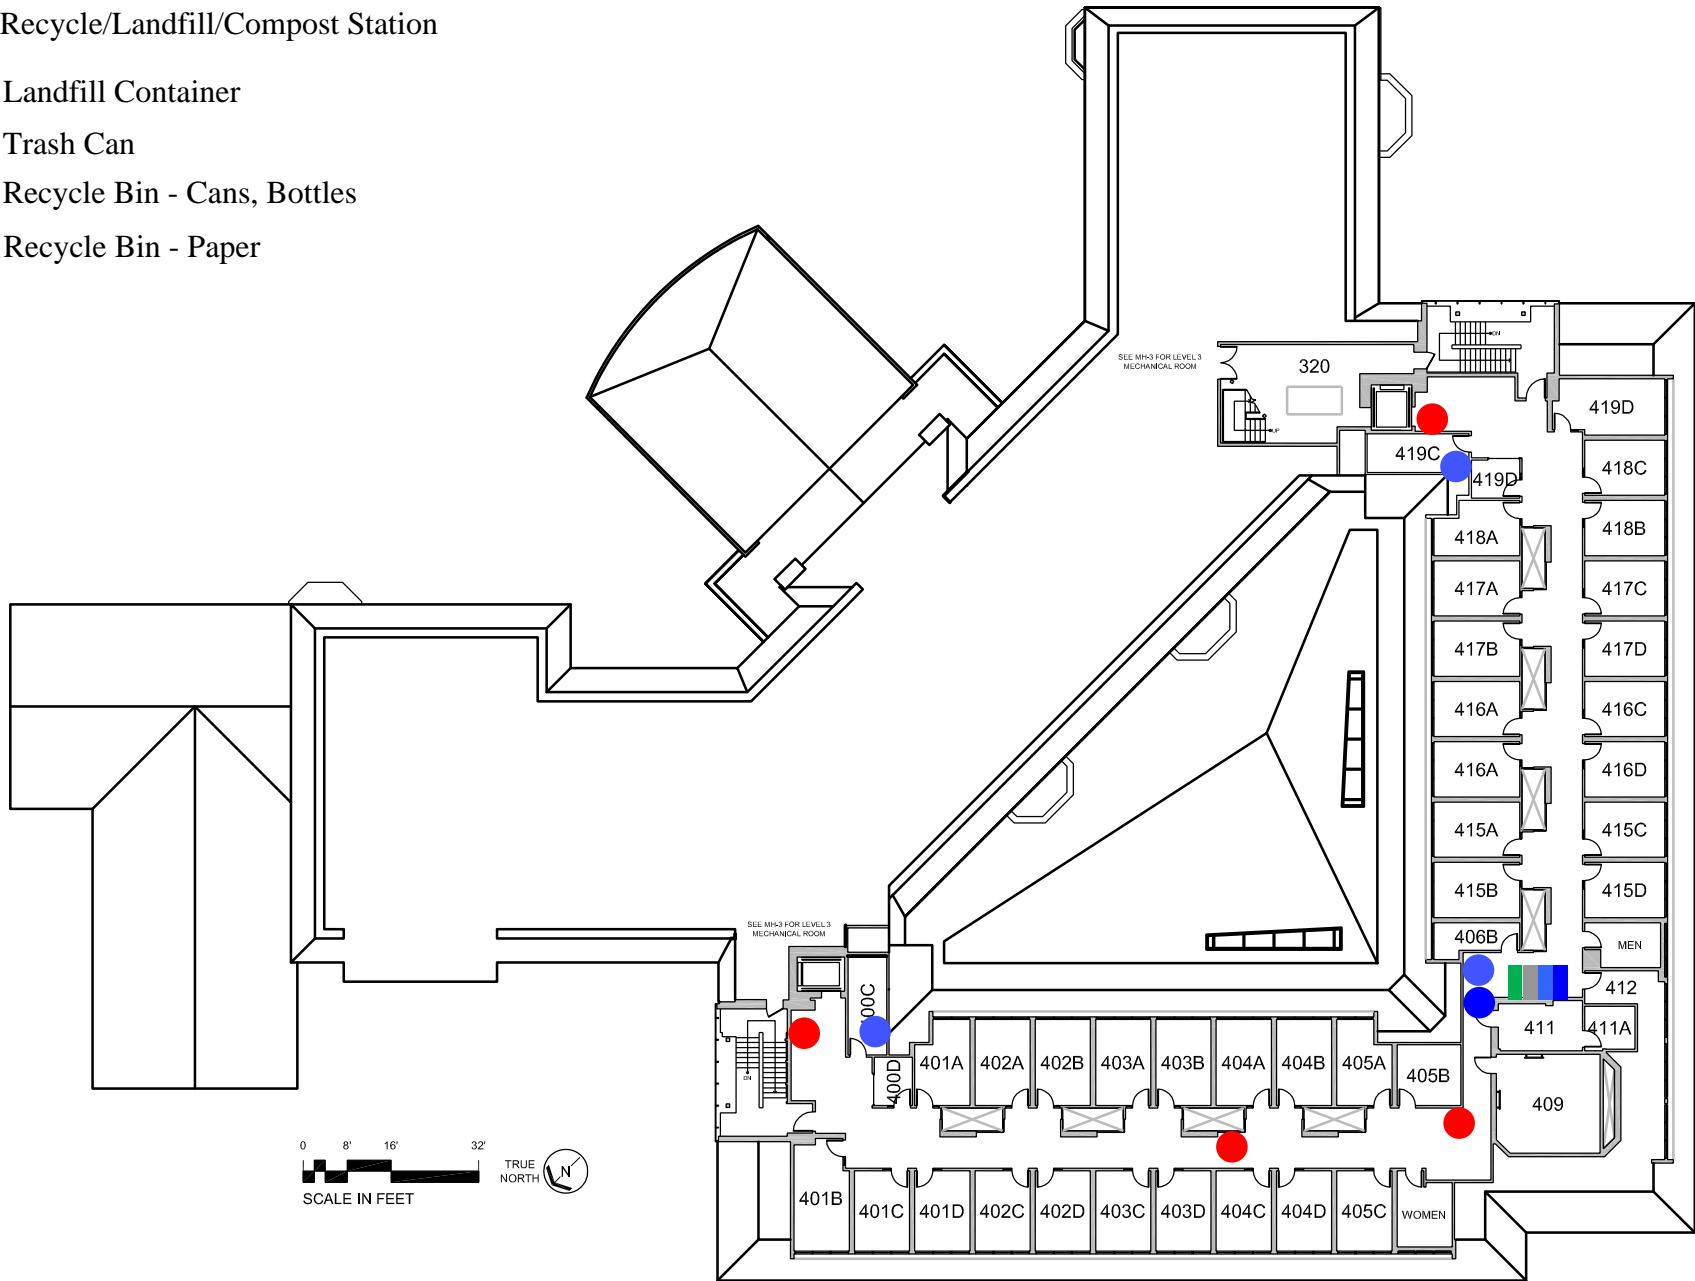 Recycle/Landfill/Compost Station
Landfill Container
Trash Can
Recycle Bin - Cans, Bottles
Recycle Bin - Paper
SEE MH-3 FOR LEVEL 3
MECHANICAL ROOM
320
DN
UP
419D
419C
419D
418C
418A
418B
417A
417C
417B
417D
416A
416C
416A
416D
415A
415C
415B
415D
406B
MEN
412
411
411A
409
SEE MH-3 FOR LEVEL 3
MECHANICAL ROOM
400C
400D
DN
401A
402A
402B
403A
403B
404A
404B
405A
405B
401B
401C
401D
402C
402D
403C
403D
404C
404D
405C
WOMEN
0 8' 16' 32'
SCALE IN FEET
TRUE
NORTH
N